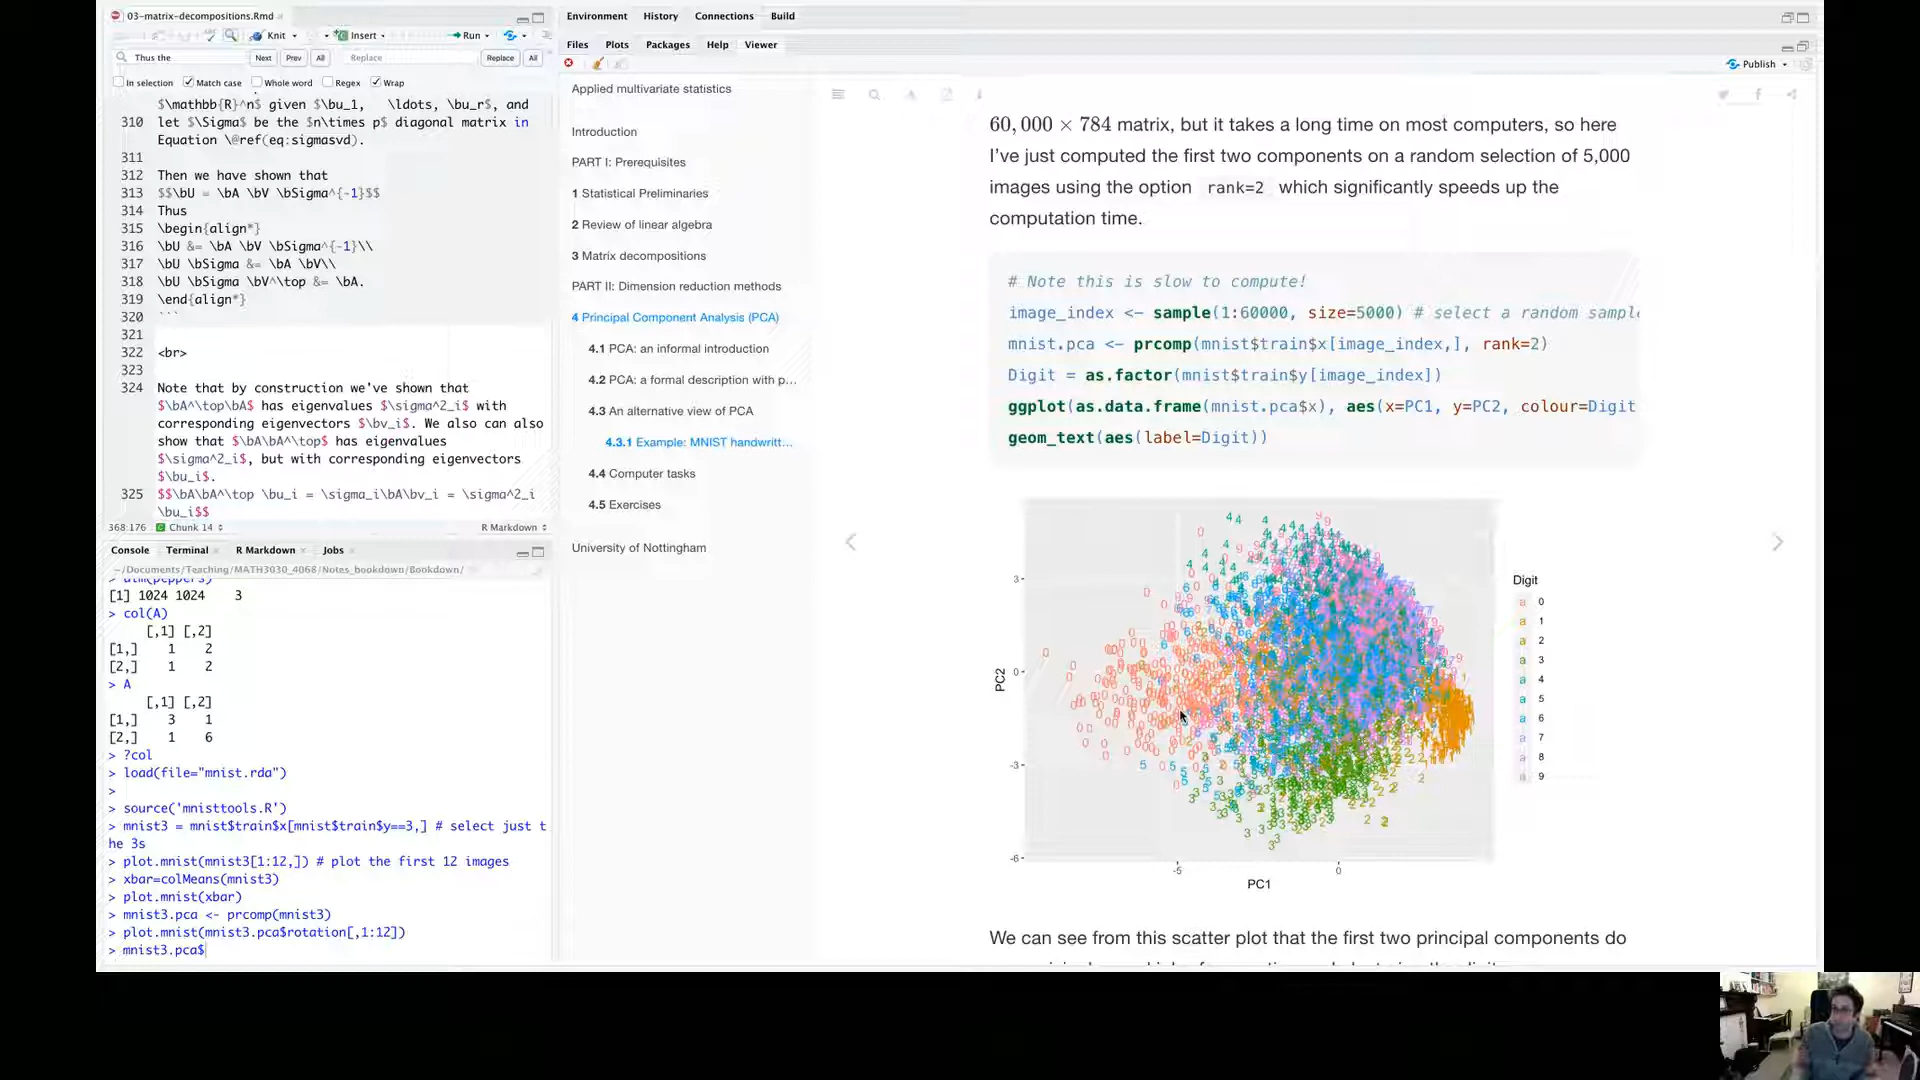 03-matrix-decompositions.Rmd
Knit
Insert
Run
Thus the
Next
Prev
All
Replace
Replace
All
In selection
Match case
Whole word
Regex
Wrap
$\mathbb{R}^n$ given $\bu_1, \ldots, \bu_r$, and
310 let $\Sigma$ be the $n\times p$ diagonal matrix in
Equation \@ref(eq:sigmasvd).
311
312 Then we have shown that
313 $$\bU = \bA \bV \bSigma^{-1}$$
314 Thus
315 \begin{align*}
316 \bU &= \bA \bV \bSigma^{-1}\\
317 \bU \bSigma &= \bA \bV\\
318 \bU \bSigma \bV^\top &= \bA.
319 \end{align*}
320 ```
321
322 <br>
323
324 Note that by construction we've shown that
$\bA^\top\bA$ has eigenvalues $\sigma^2_i$ with
corresponding eigenvectors $\bv_i$. We also can also
show that $\bA\bA^\top$ has eigenvalues
$\sigma^2_i$, but with corresponding eigenvectors
$\bu_i$.
325 $$\bA\bA^\top \bu_i = \sigma_i\bA\bv_i = \sigma^2_i
\bu_i$$
368:176 Chunk 14 R Markdown
Console Terminal R Markdown Jobs
~/Documents/Teaching/MATH3030_4068/Notes_bookdown/Bookdown/
> dim(peppers)
[1] 1024 1024 3
> col(A)
[,1] [,2]
[1,] 1 2
[2,] 1 2
> A
[,1] [,2]
[1,] 3 1
[2,] 1 6
> ?col
> load(file="mnist.rda")
>
> source('mnisttools.R')
> mnist3 = mnist$train$x[mnist$train$y==3,] # select just t
he 3s
> plot.mnist(mnist3[1:12,]) # plot the first 12 images
> xbar=colMeans(mnist3)
> plot.mnist(xbar)
> mnist3.pca <- prcomp(mnist3)
> plot.mnist(mnist3.pca$rotation[,1:12])
> mnist3.pca$
Environment History Connections Build
Files Plots Packages Help Viewer
Publish
Applied multivariate statistics
Introduction
PART I: Prerequisites
1 Statistical Preliminaries
2 Review of linear algebra
3 Matrix decompositions
PART II: Dimension reduction methods
4 Principal Component Analysis (PCA)
4.1 PCA: an informal introduction
4.2 PCA: a formal description with p...
4.3 An alternative view of PCA
4.3.1 Example: MNIST handwritt...
4.4 Computer tasks
4.5 Exercises
University of Nottingham
60,000 × 784 matrix, but it takes a long time on most computers, so here
I've just computed the first two components on a random selection of 5,000
images using the option rank=2 which significantly speeds up the
computation time.
# Note this is slow to compute!
image_index <- sample(1:60000, size=5000) # select a random sampl
mnist.pca <- prcomp(mnist$train$x[image_index,], rank=2)
Digit = as.factor(mnist$train$y[image_index])
ggplot(as.data.frame(mnist.pca$x), aes(x=PC1, y=PC2, colour=Digit
geom_text(aes(label=Digit))
3
0
-3
-6
PC2
-5
0
PC1
Digit
a 0
a 1
a 2
a 3
a 4
a 5
a 6
a 7
a 8
a 9
We can see from this scatter plot that the first two principal components do